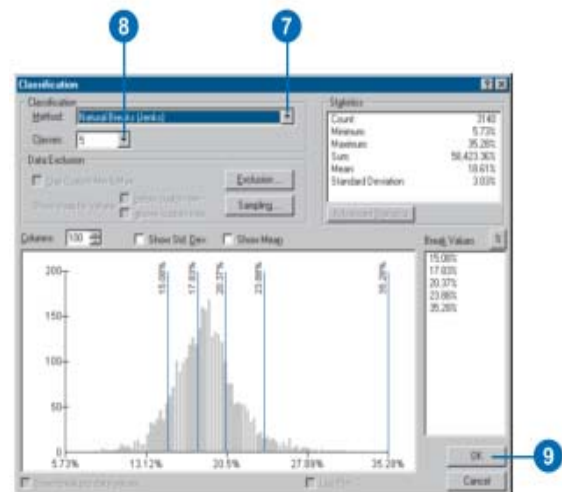 8
7
Classification
Classification
Method: Natural Breaks (Jenks)
Classes: 5
Data Exclusion
Exclusion...
Sampling...
Statistics
Count: 3140
Minimum: 5.73%
Maximum: 35.28%
Sum: 58,423.36%
Mean: 18.61%
Standard Deviation: 3.03%
Columns: 100
Show Std. Dev.
Show Mean
Break Values
%
15.08%
17.83%
20.37%
23.88%
35.28%
200
150
100
50
0
15.08%
17.83%
20.37%
23.88%
35.28%
5.73%
13.12%
20.5%
27.89%
35.28%
OK
9
Cancel